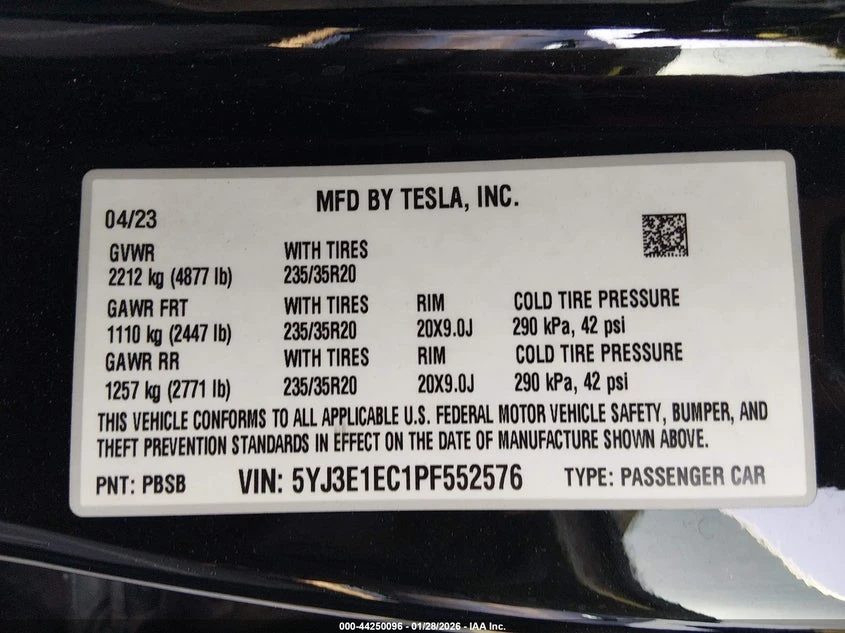 MFD BY TESLA, INC.
04/23
GVWR WITH TIRES
2212 kg (4877 lb) 235/35R20
GAWR FRT WITH TIRES RIM COLD TIRE PRESSURE
1110 kg (2447 lb) 235/35R20 20X9.0J 290 kPa, 42 psi
GAWR RR WITH TIRES RIM COLD TIRE PRESSURE
1257 kg (2771 lb) 235/35R20 20X9.0J 290 kPa, 42 psi
THIS VEHICLE CONFORMS TO ALL APPLICABLE U.S. FEDERAL MOTOR VEHICLE SAFETY, BUMPER, AND
THEFT PREVENTION STANDARDS IN EFFECT ON THE DATE OF MANUFACTURE SHOWN ABOVE.
PNT: PBSB VIN: 5YJ3E1EC1PF552576 TYPE: PASSENGER CAR
000-44250096 - 01/28/2026 - IAA Inc.